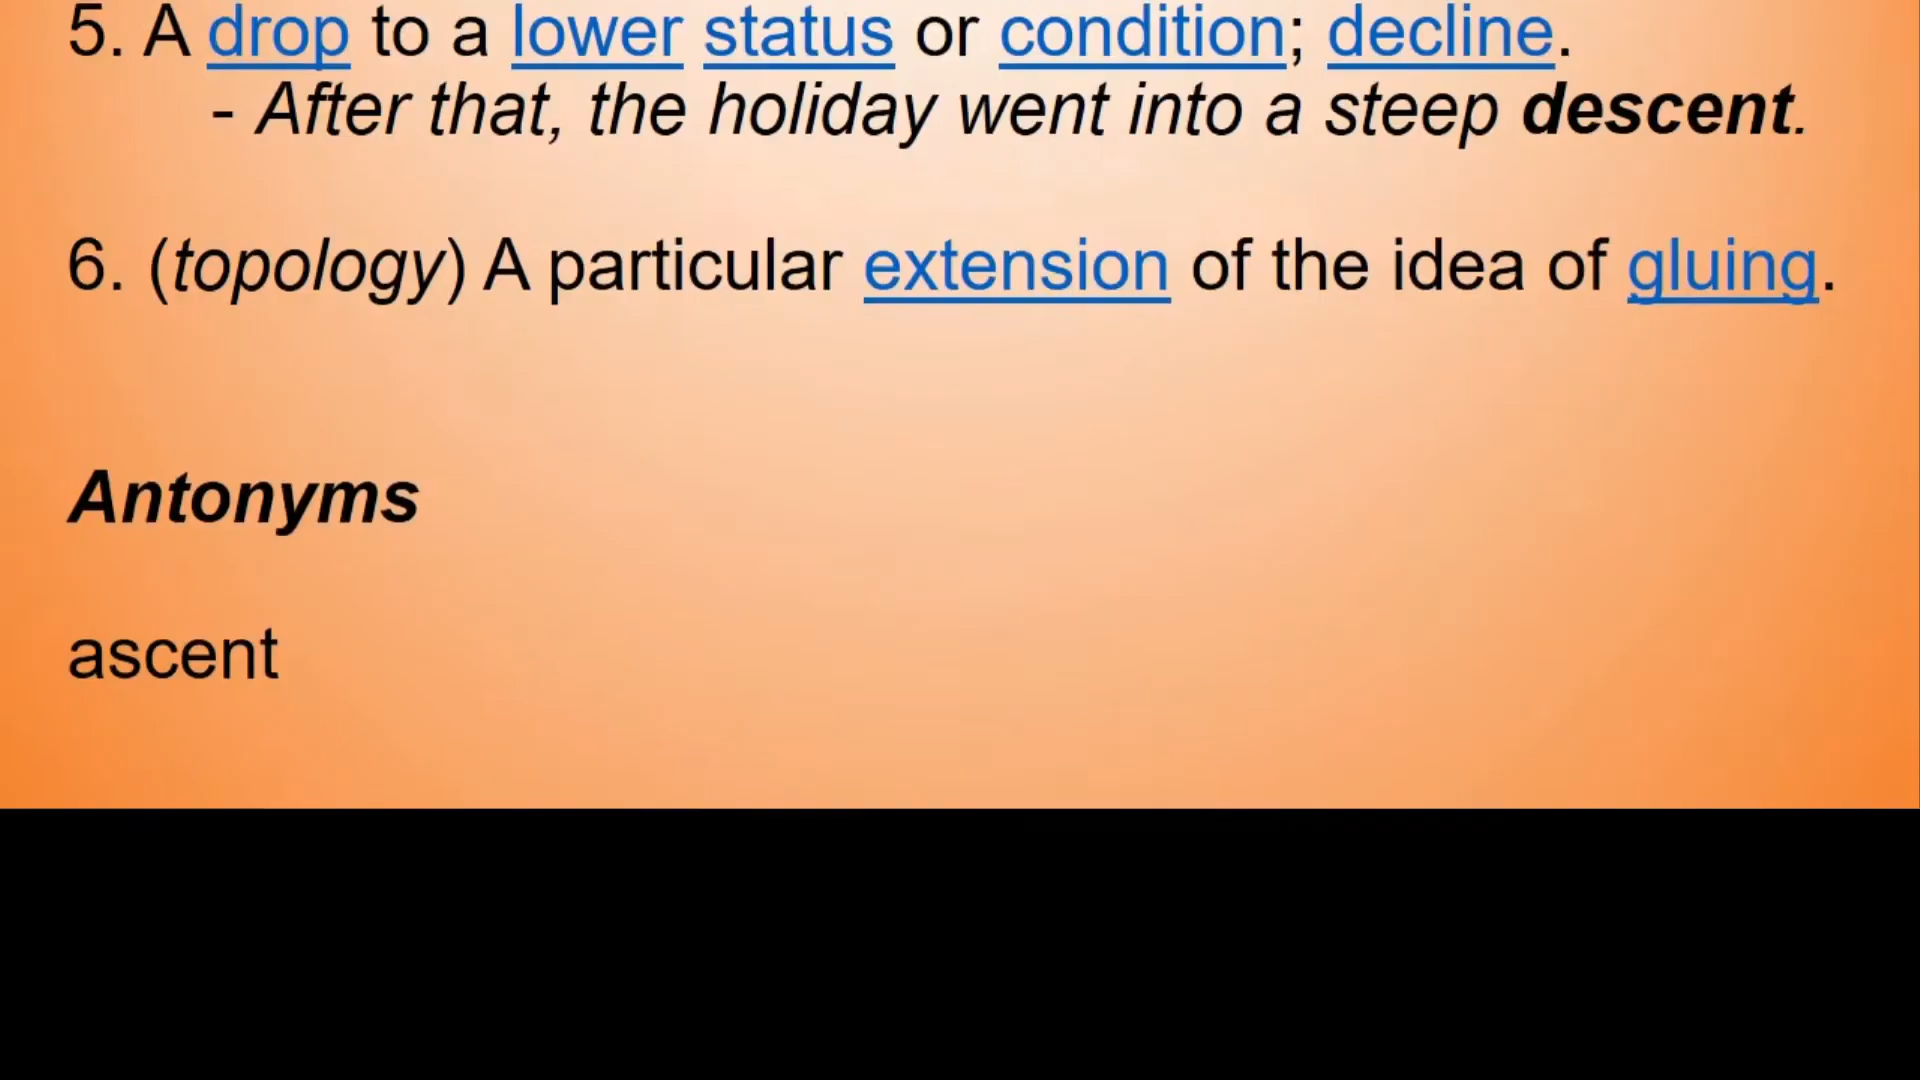 5. A drop to a lower status or condition; decline.
- After that, the holiday went into a steep descent.
6. (topology) A particular extension of the idea of gluing.
Antonyms
ascent